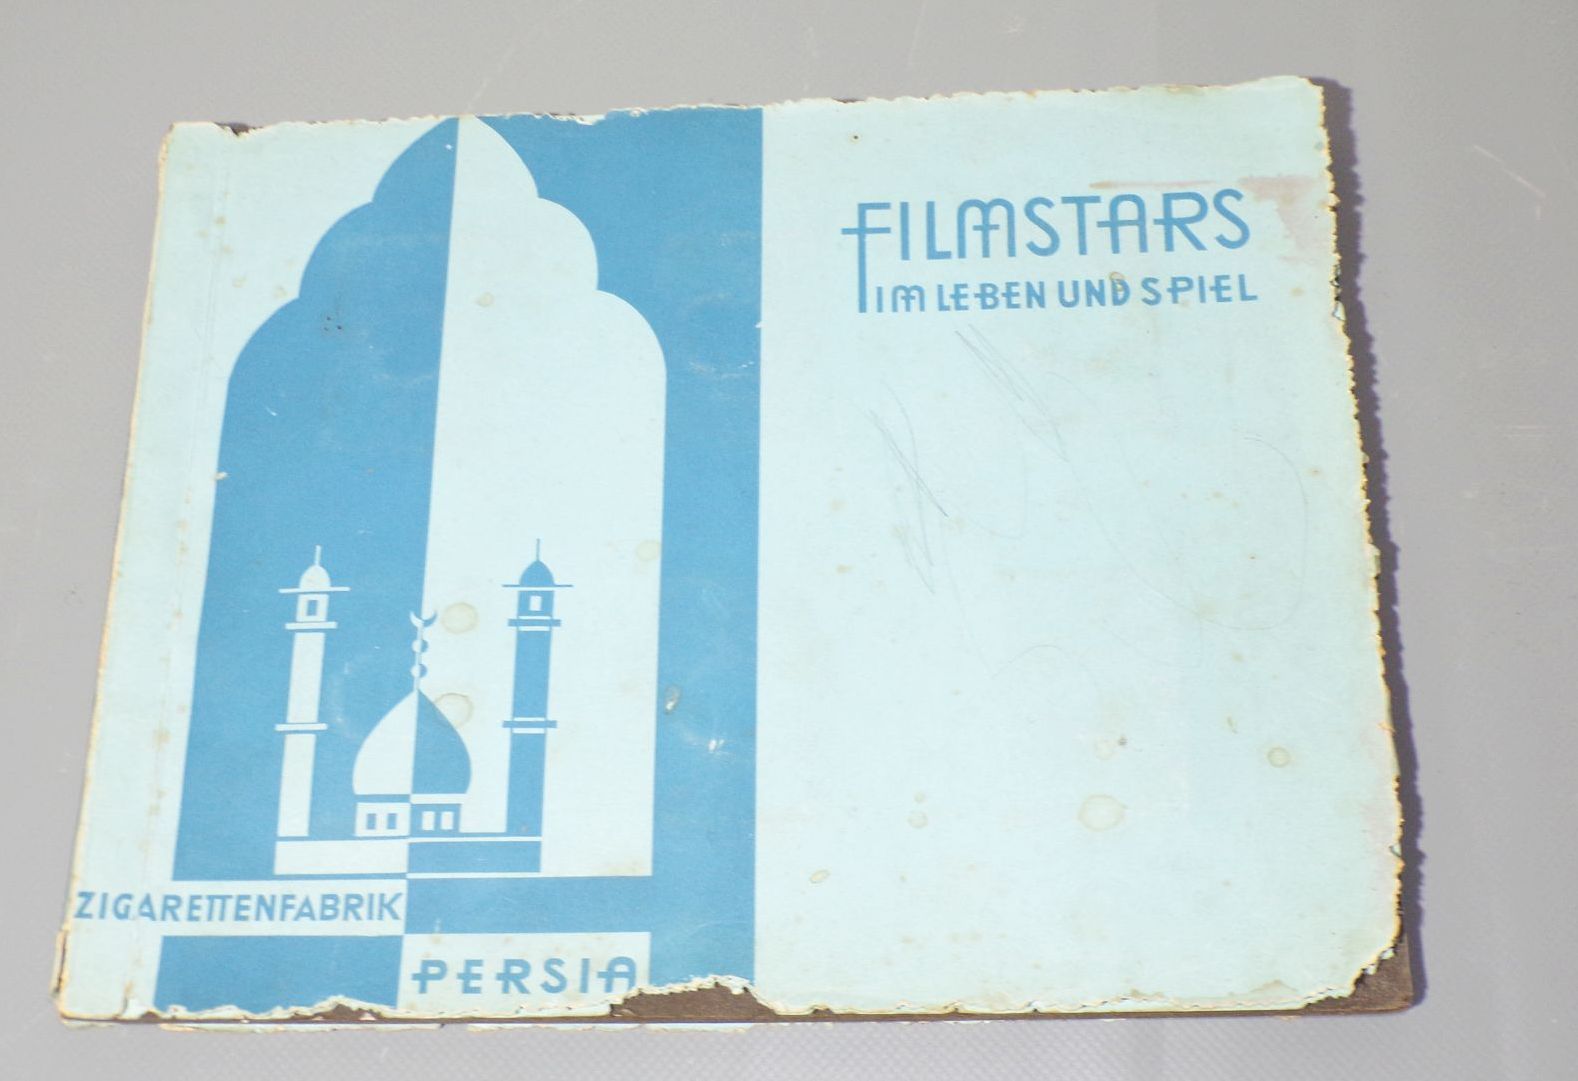 FILMSTARS
IM LEBEN UND SPIEL
ZIGARETTENFABRIK
PERSIA